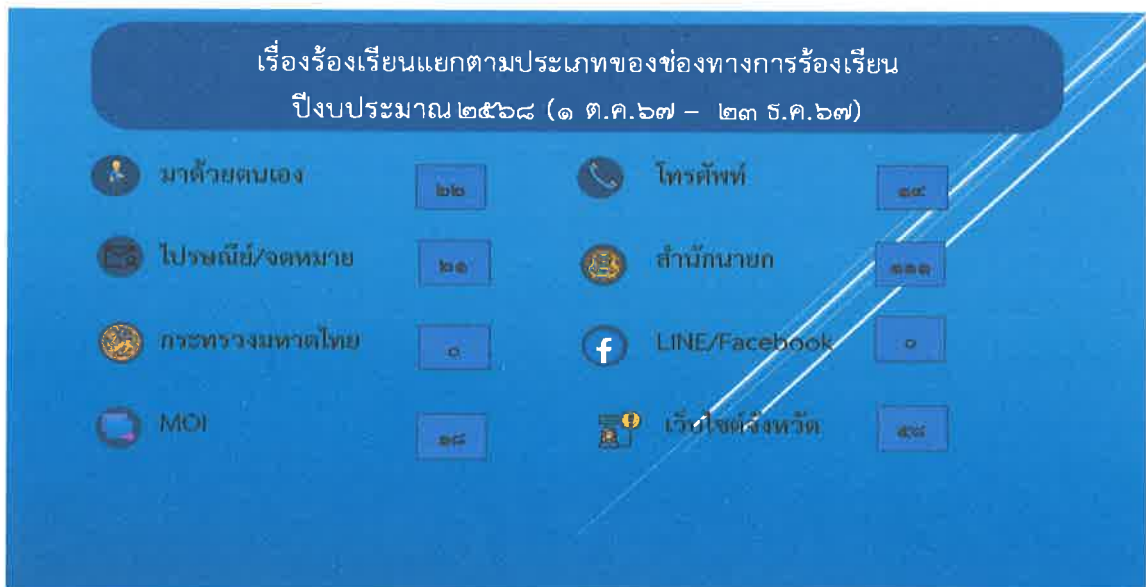 เรื่องร้องเรียนแยกตามประเภทของช่องทางการร้องเรียน
ปีงบประมาณ ๒๕๖๘ (๑ ต.ค.๖๗ – ๒๓ ธ.ค.๖๗)
มาด้วยตนเอง ๒๒
โทรศัพท์
ไปรษณีย์/จดหมาย ๒๑
สำนักนายก ๑๑๑
กระทรวงมหาดไทย ๐
LINE/Facebook ๐
MOI ๑๘
เว็บไซต์จังหวัด ๕๘